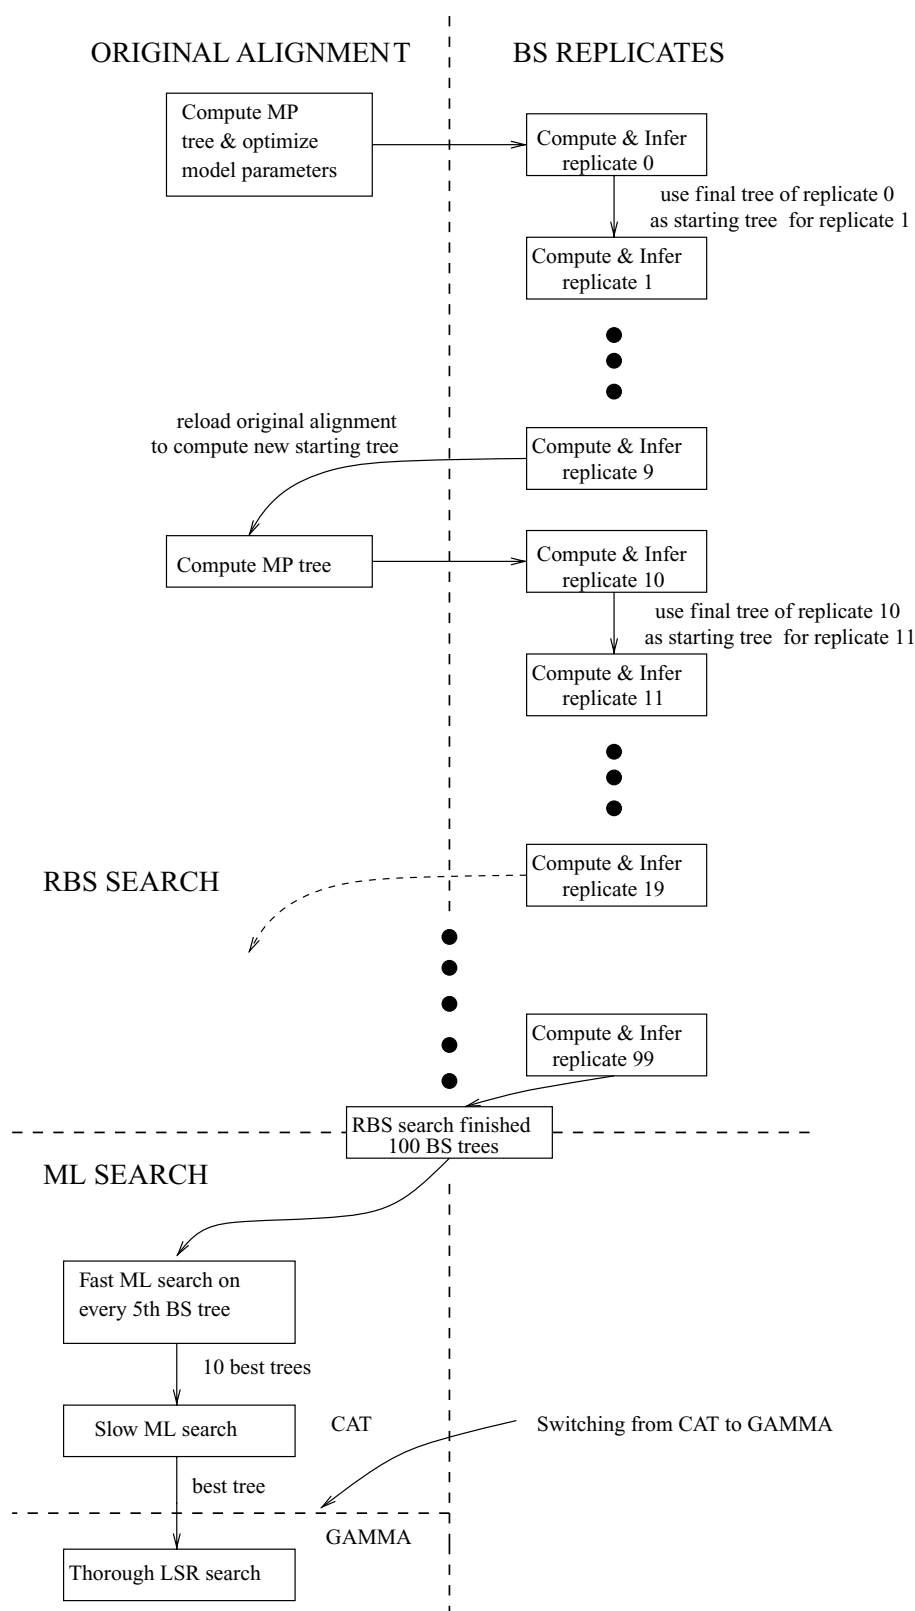 ORIGINAL ALIGNMENT
BS REPLICATES
Compute MP
tree & optimize
model parameters
Compute & Infer
replicate 0
use final tree of replicate 0
as starting tree for replicate 1
Compute & Infer
replicate 1
reload original alignment
to compute new starting tree
Compute & Infer
replicate 9
Compute MP tree
Compute & Infer
replicate 10
use final tree of replicate 10
as starting tree for replicate 11
Compute & Infer
replicate 11
RBS SEARCH
Compute & Infer
replicate 19
Compute & Infer
replicate 99
RBS search finished
100 BS trees
ML SEARCH
Fast ML search on
every 5th BS tree
10 best trees
Slow ML search
CAT
Switching from CAT to GAMMA
best tree
GAMMA
Thorough LSR search